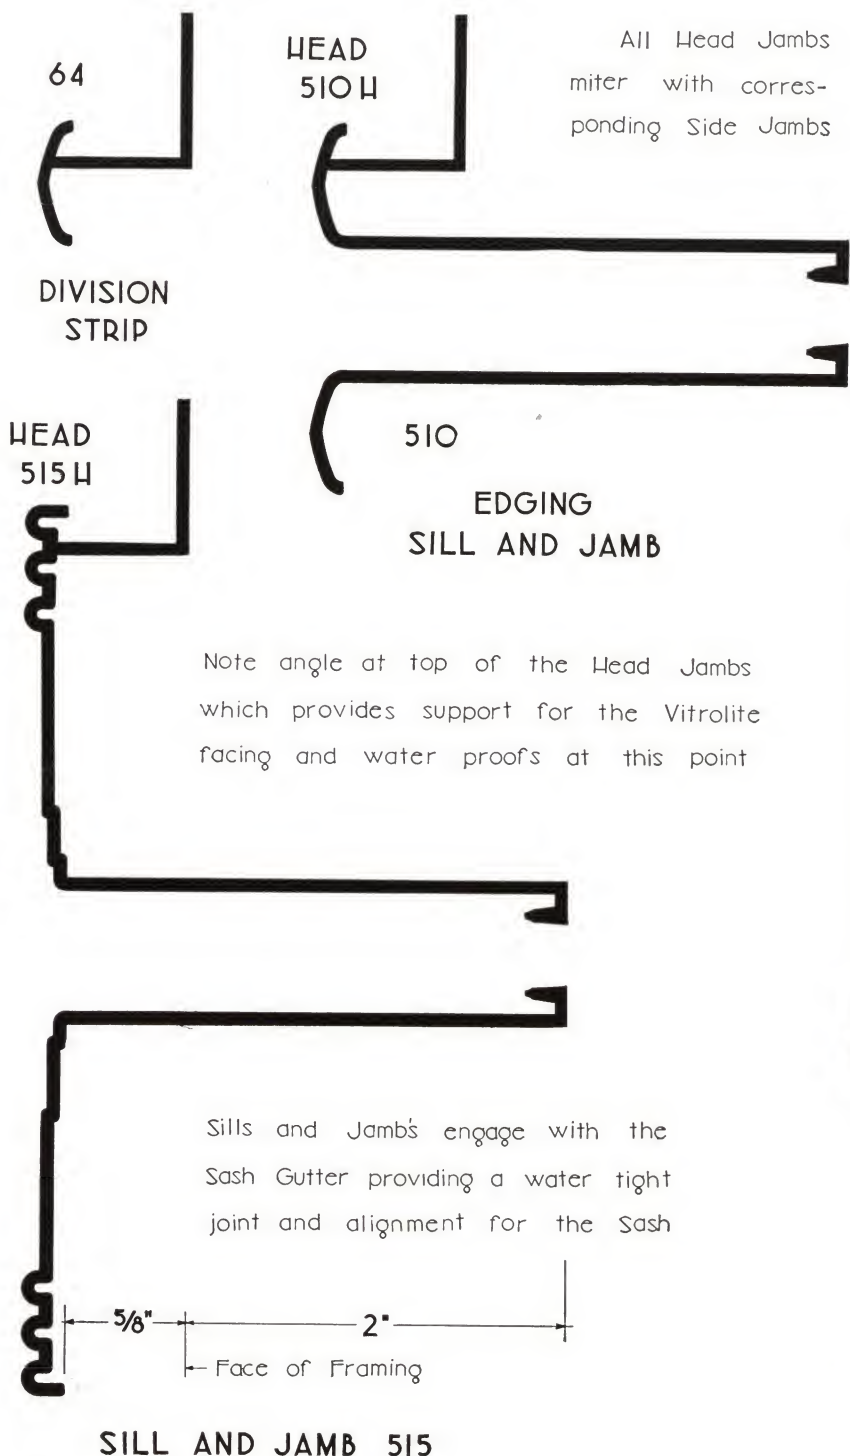 64
HEAD
510 H
All Head Jambs
miter with corres-
ponding Side Jambs
DIVISION
STRIP
HEAD
515 H
510
EDGING
SILL AND JAMB
Note angle at top of the Head Jambs
which provides support for the Vitrolite
facing and water proofs at this point
Sills and Jamb's engage with the
Sash Gutter providing a water tight
joint and alignment for the Sash
5/8" 2"
Face of Framing
SILL AND JAMB 515